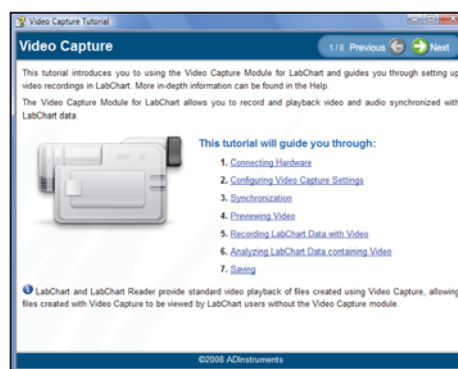 Video Capture Tutorial
Video Capture
1/8 Previous Next
This tutorial introduces you to using the Video Capture Module for LabChart and guides you through setting up
video recordings in LabChart. More in-depth information can be found in the Help.
The Video Capture Module for LabChart allows you to record and playback video and audio synchronized with
LabChart data.
This tutorial will guide you through:
1. Connecting Hardware
2. Configuring Video Capture Settings
3. Synchronization
4. Previewing Video
5. Recording LabChart Data with Video
6. Analyzing LabChart Data containing Video
7. Saving
LabChart and LabChart Reader provide standard video playback of files created using Video Capture, allowing
files created with Video Capture to be viewed by LabChart users without the Video Capture module.
©2008 ADInstruments